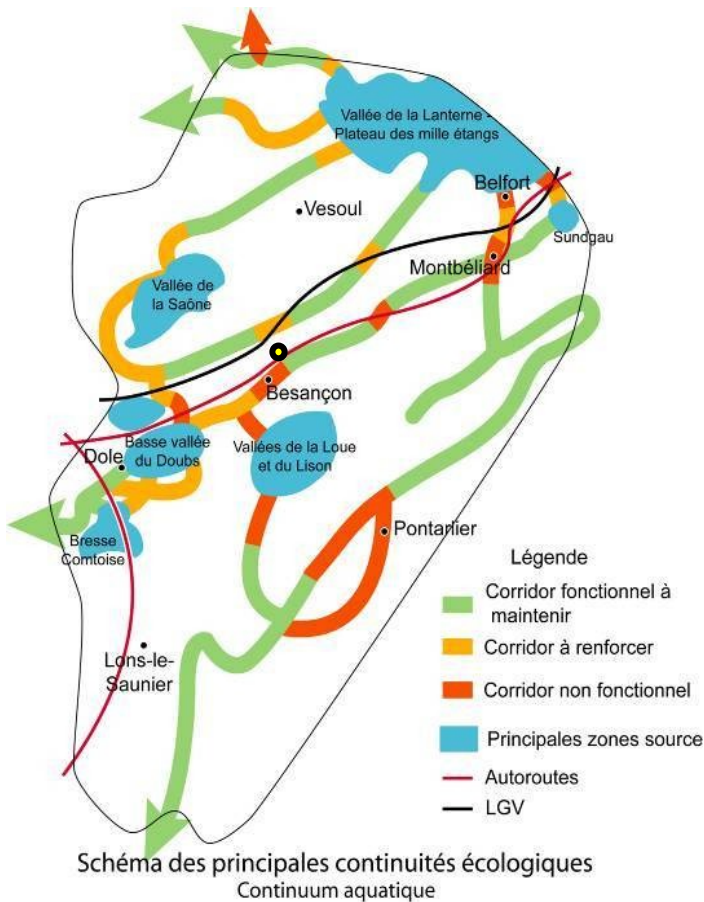 Vallée de la Lanterne -
Plateau des mille étangs
Belfort
Vesoul
Sundgau
Montbéliard
Vallée de
la Saône
Besançon
Basse vallée
du Doubs
Vallées de la Loue
et du Lison
Dole
Pontarlier
Bresse
Comtoise
Lons-le-
Saunier
Légende
Corridor fonctionnel à
maintenir
Corridor à renforcer
Corridor non fonctionnel
Principales zones source
Autoroutes
LGV
Schéma des principales continuités écologiques
Continuum aquatique